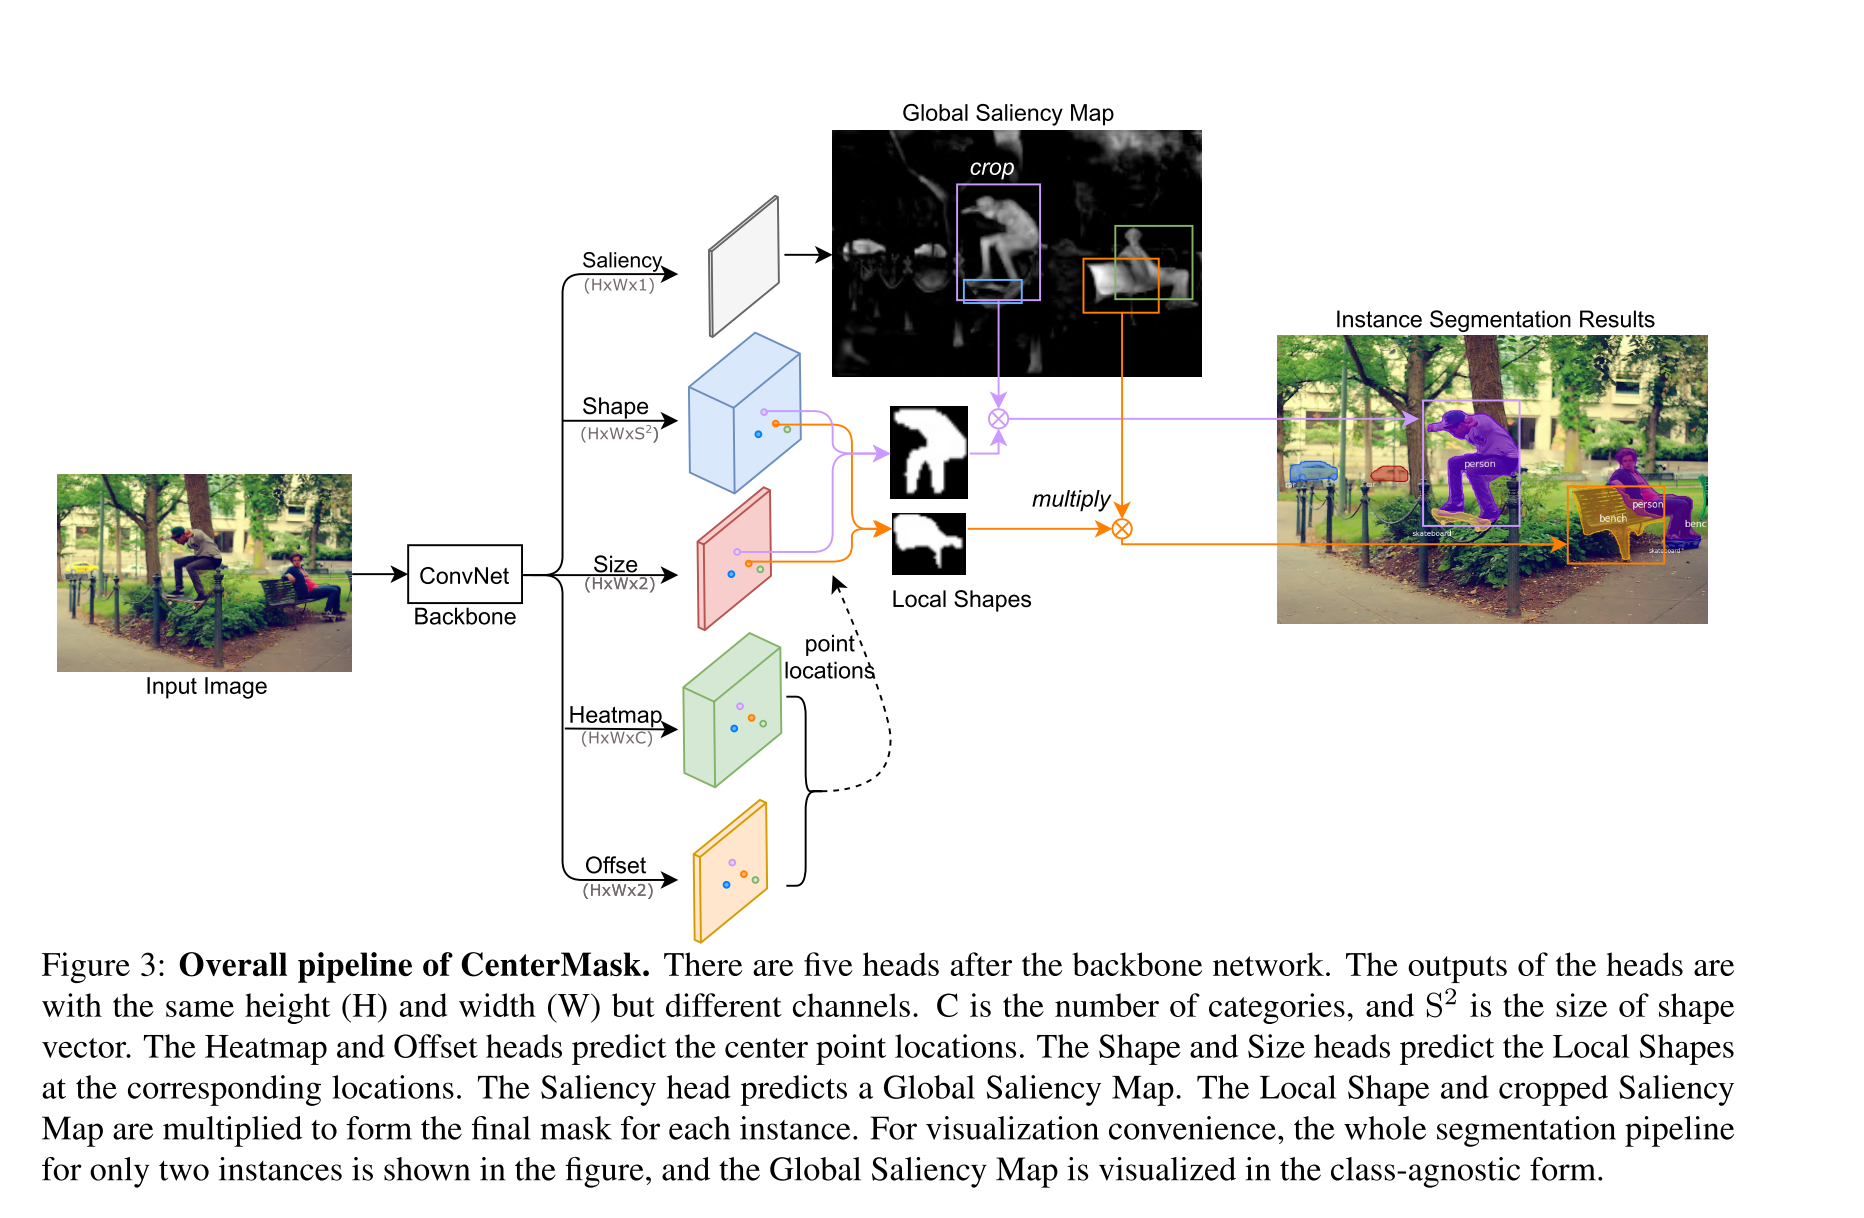 Global Saliency Map
crop
Saliency
(HxWx1)
Instance Segmentation Results
Shape
(HxWxS²)
person
multiply
person
bench
benc
skateboard
skateboard
ConvNet
Backbone
Size
(HxWx2)
Local Shapes
point
locations
Input Image
Heatmap
(HxWxC)
Offset
(HxWx2)
Figure 3: Overall pipeline of CenterMask. There are five heads after the backbone network. The outputs of the heads are
with the same height (H) and width (W) but different channels. C is the number of categories, and S² is the size of shape
vector. The Heatmap and Offset heads predict the center point locations. The Shape and Size heads predict the Local Shapes
at the corresponding locations. The Saliency head predicts a Global Saliency Map. The Local Shape and cropped Saliency
Map are multiplied to form the final mask for each instance. For visualization convenience, the whole segmentation pipeline
for only two instances is shown in the figure, and the Global Saliency Map is visualized in the class-agnostic form.